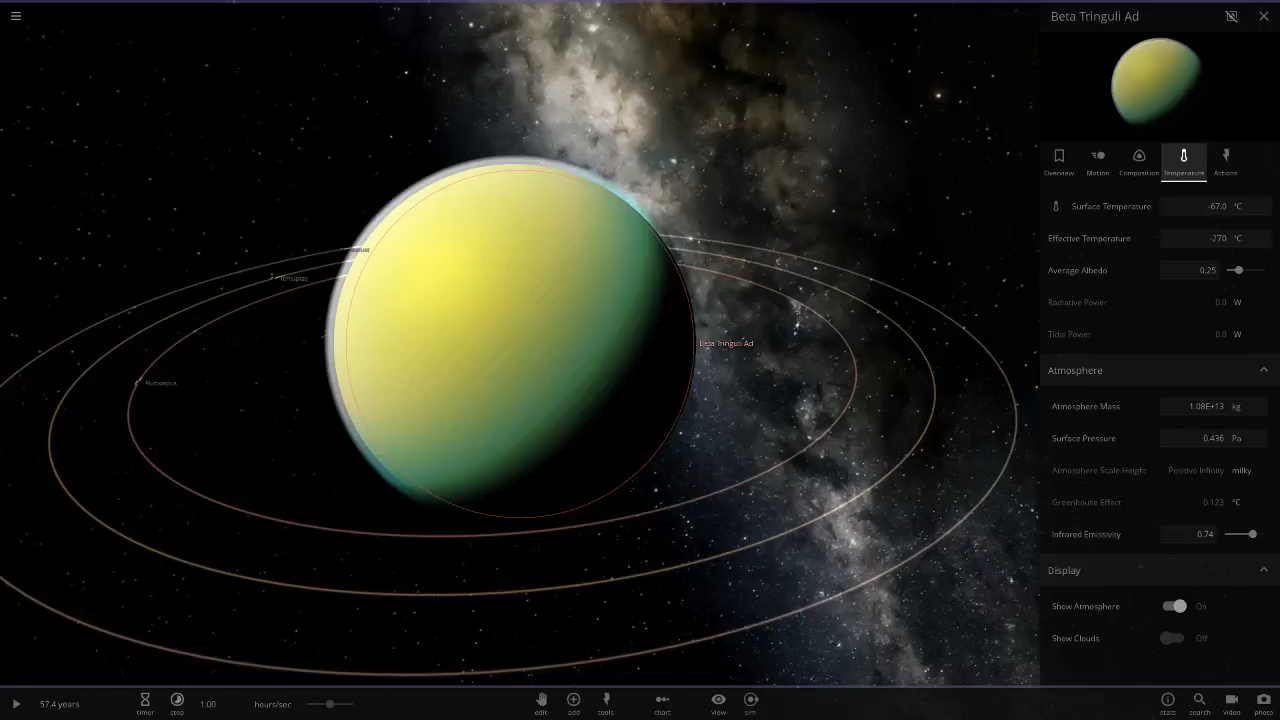 Beta Tringuli Ad
Overview Motion Composition Temperature Actions
Surface Temperature -67.0 °C
Effective Temperature -270 °C
Average Albedo 0.25
Radiative Power 0.0 W
Tidal Power 0.0 W
Atmosphere
Atmosphere Mass 1.08E+13 kg
Surface Pressure 0.436 Pa
Atmosphere Scale Height Positive Infinity milky
Greenhouse Effect 0.123 °C
Infrared Emissivity 0.74
Display
Show Atmosphere On
Show Clouds Off
Beta Tringuli Ad
57.4 years
timer step 1.00 hours/sec
edit add tools chart view sim
stats search video photo